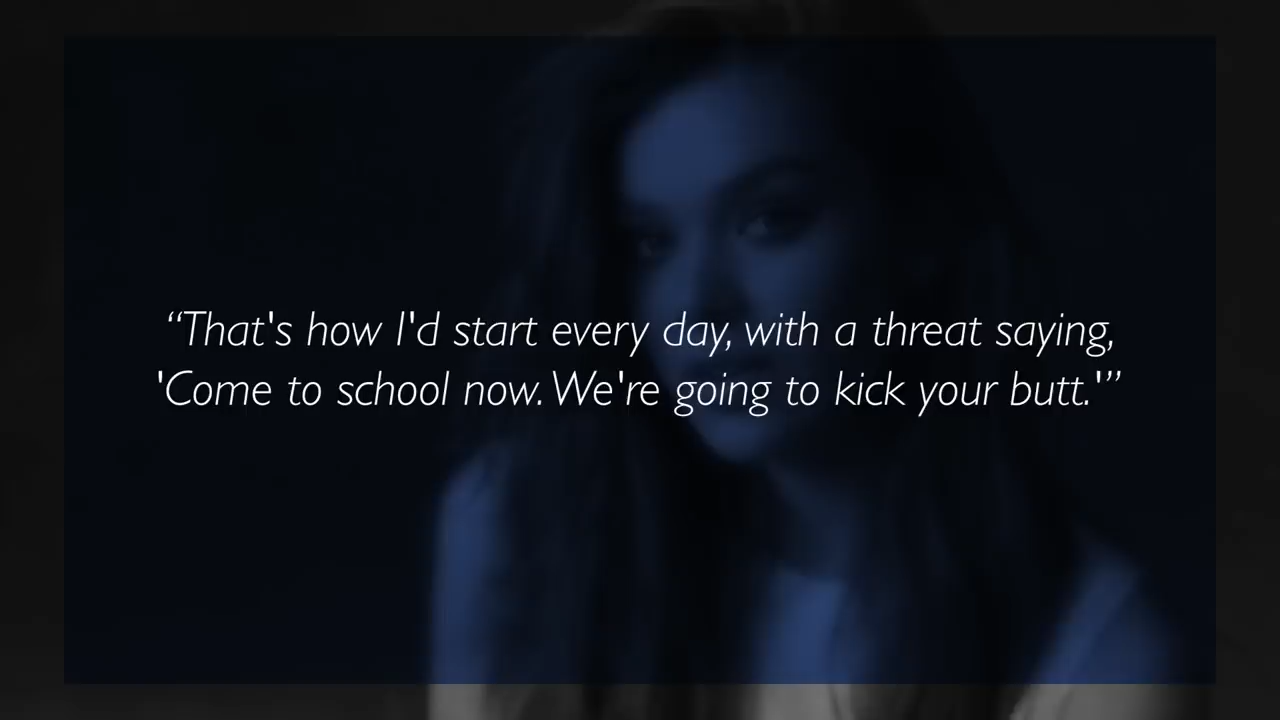 “That's how I'd start every day, with a threat saying,
'Come to school now. We're going to kick your butt.'”